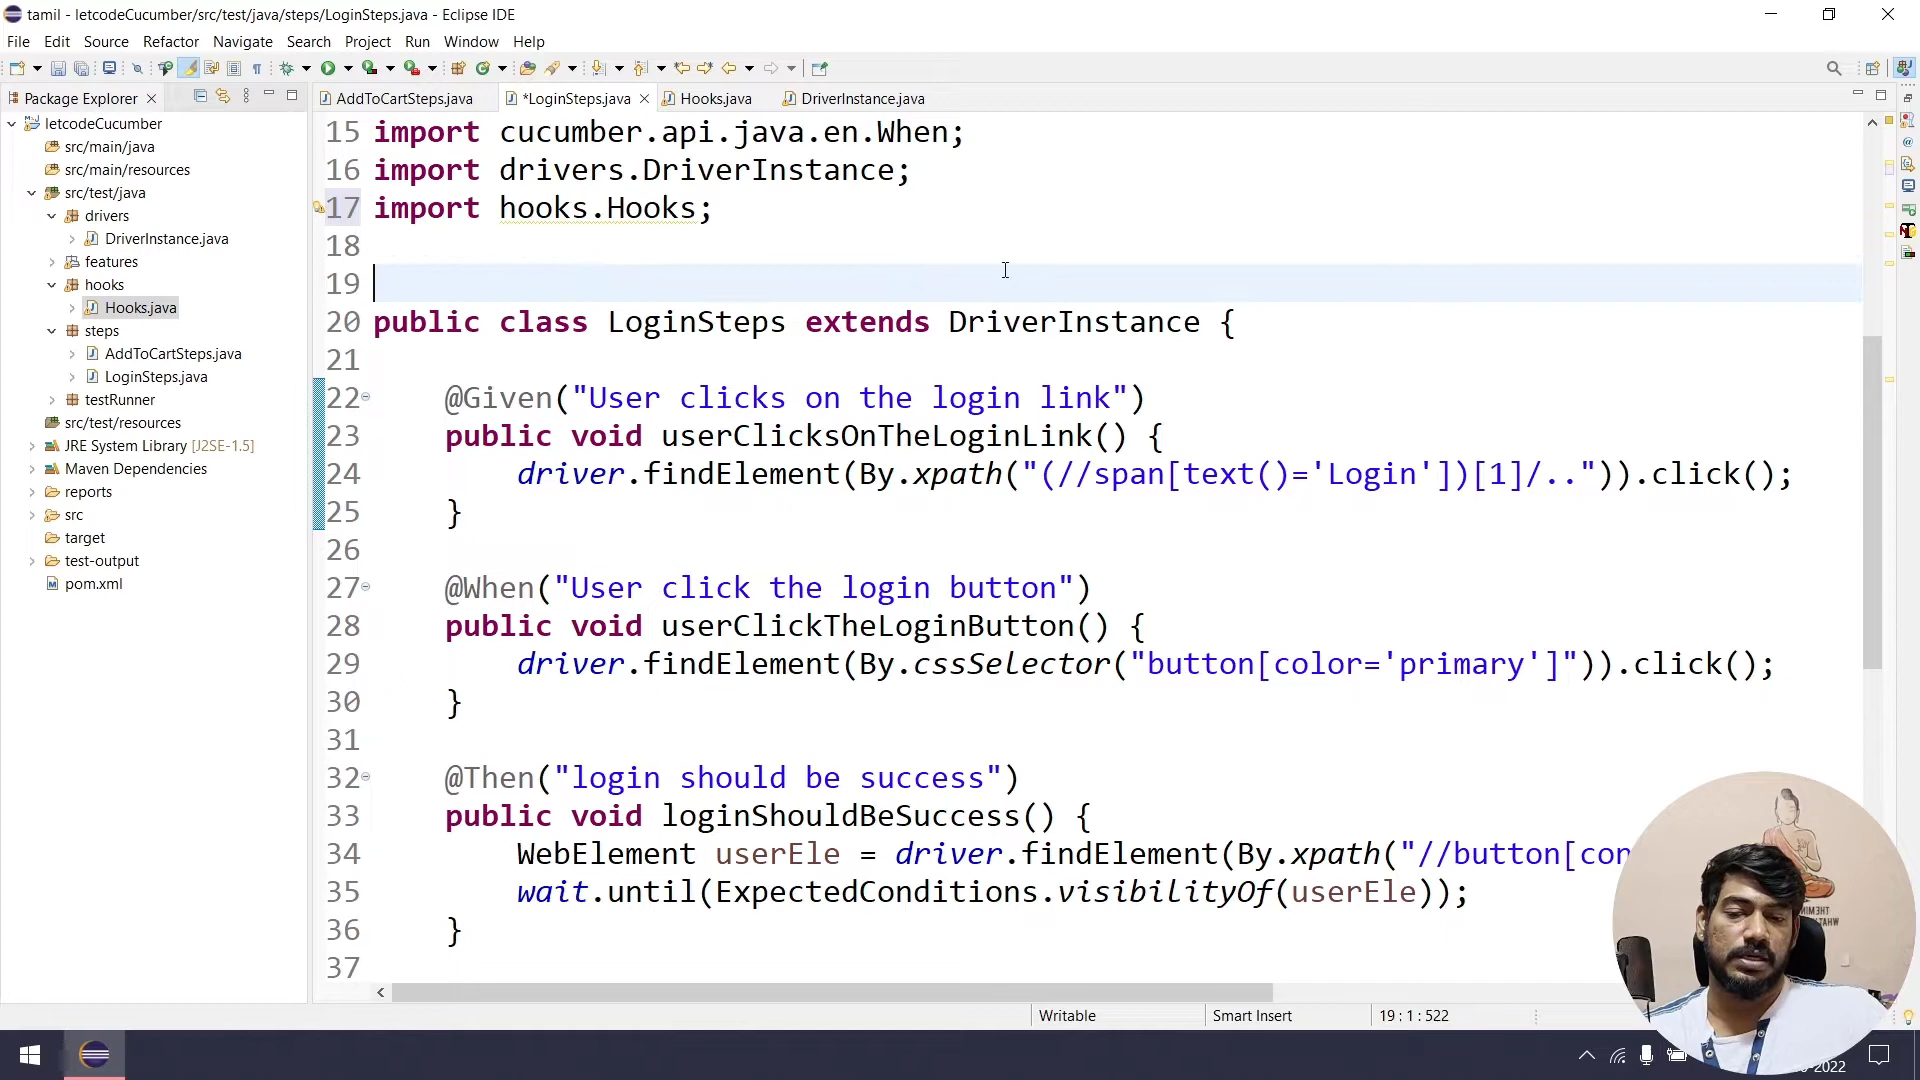 tamil - letcodeCucumber/src/test/java/steps/LoginSteps.java - Eclipse IDE
File Edit Source Refactor Navigate Search Project Run Window Help
Package Explorer
letcodeCucumber
src/main/java
src/main/resources
src/test/java
drivers
DriverInstance.java
features
hooks
Hooks.java
steps
AddToCartSteps.java
LoginSteps.java
testRunner
src/test/resources
JRE System Library [J2SE-1.5]
Maven Dependencies
reports
src
target
test-output
pom.xml
AddToCartSteps.java *LoginSteps.java Hooks.java DriverInstance.java
15 import cucumber.api.java.en.When;
16 import drivers.DriverInstance;
17 import hooks.Hooks;
18
19
20 public class LoginSteps extends DriverInstance {
21
22 @Given("User clicks on the login link")
23 public void userClicksOnTheLoginLink() {
24 driver.findElement(By.xpath("(//span[text()='Login'])[1]/..")).click();
25 }
26
27 @When("User click the login button")
28 public void userClickTheLoginButton() {
29 driver.findElement(By.cssSelector("button[color='primary']")).click();
30 }
31
32 @Then("login should be success")
33 public void loginShouldBeSuccess() {
34 WebElement userEle = driver.findElement(By.xpath("//button[con
35 wait.until(ExpectedConditions.visibilityOf(userEle));
36 }
37
Writable Smart Insert 19 : 1 : 522
-2022